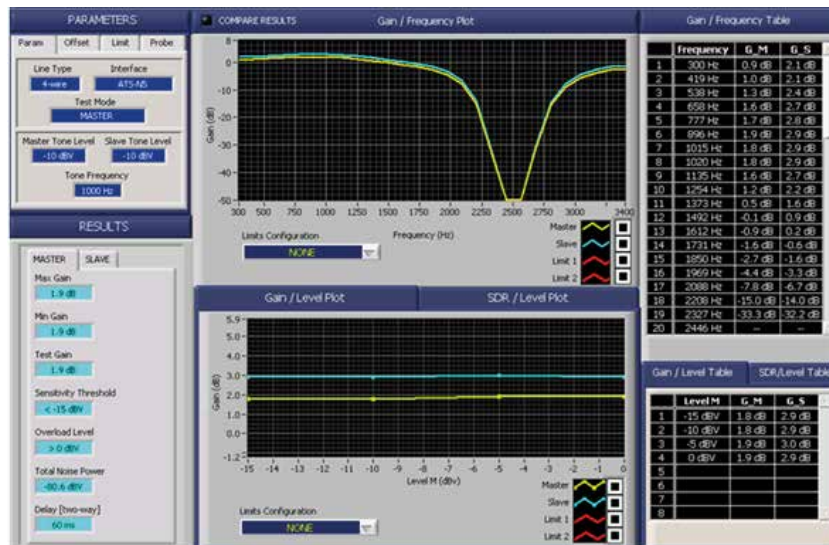 PARAMETERS
Param Offset Limit Probe
Line Type Interface
4-wire ATS-N5
Test Mode
MASTER
Master Tone Level Slave Tone Level
-10 dBV -10 dBV
Tone Frequency
1000 Hz
RESULTS
MASTER SLAVE
Max Gain
1.9 dB
Min Gain
1.9 dB
Test Gain
1.9 dB
Sensitivity Threshold
< -15 dBV
Overload Level
> 0 dBV
Total Noise Power
-80.6 dBV
Delay [two-way]
60 ms
COMPARE RESULTS Gain / Frequency Plot
Gain (dB)
8
0
-10
-20
-30
-40
-50
300 500 750 1000 1250 1500 1750 2000 2250 2500 2750 3000 3400
Frequency (Hz)
Limits Configuration
NONE
Master
Slave
Limit 1
Limit 2
Gain / Level Plot SDR / Level Plot
Gain (dB)
5.9
5.0
4.0
3.0
2.0
1.0
0.0
-1.2
-15 -14 -13 -12 -11 -10 -9 -8 -7 -6 -5 -4 -3 -2 -1 0
Level M (dBv)
Limits Configuration
NONE
Master
Slave
Limit 1
Limit 2
Gain / Frequency Table
Frequency G_M G_S
1 300 Hz 0.9 dB 2.1 dB
2 419 Hz 1.0 dB 2.1 dB
3 538 Hz 1.3 dB 2.4 dB
4 658 Hz 1.6 dB 2.7 dB
5 777 Hz 1.7 dB 2.8 dB
6 896 Hz 1.9 dB 2.9 dB
7 1015 Hz 1.8 dB 2.9 dB
8 1020 Hz 1.8 dB 2.9 dB
9 1135 Hz 1.6 dB 2.7 dB
10 1254 Hz 1.2 dB 2.2 dB
11 1373 Hz 0.5 dB 1.6 dB
12 1492 Hz -0.1 dB 0.9 dB
13 1612 Hz -0.9 dB 0.2 dB
14 1731 Hz -1.6 dB -0.6 dB
15 1850 Hz -2.7 dB -1.6 dB
16 1969 Hz -4.4 dB -3.3 dB
17 2088 Hz -7.8 dB -6.7 dB
18 2208 Hz -15.0 dB -14.0 dB
19 2327 Hz -33.3 dB -32.2 dB
20 2446 Hz -- --
Gain / Level Table SDR/Level Table
Level M G_M G_S
1 -15 dBV 1.8 dB 2.9 dB
2 -10 dBV 1.8 dB 2.9 dB
3 -5 dBV 1.9 dB 3.0 dB
4 0 dBV 1.9 dB 2.9 dB
5
6
7
8